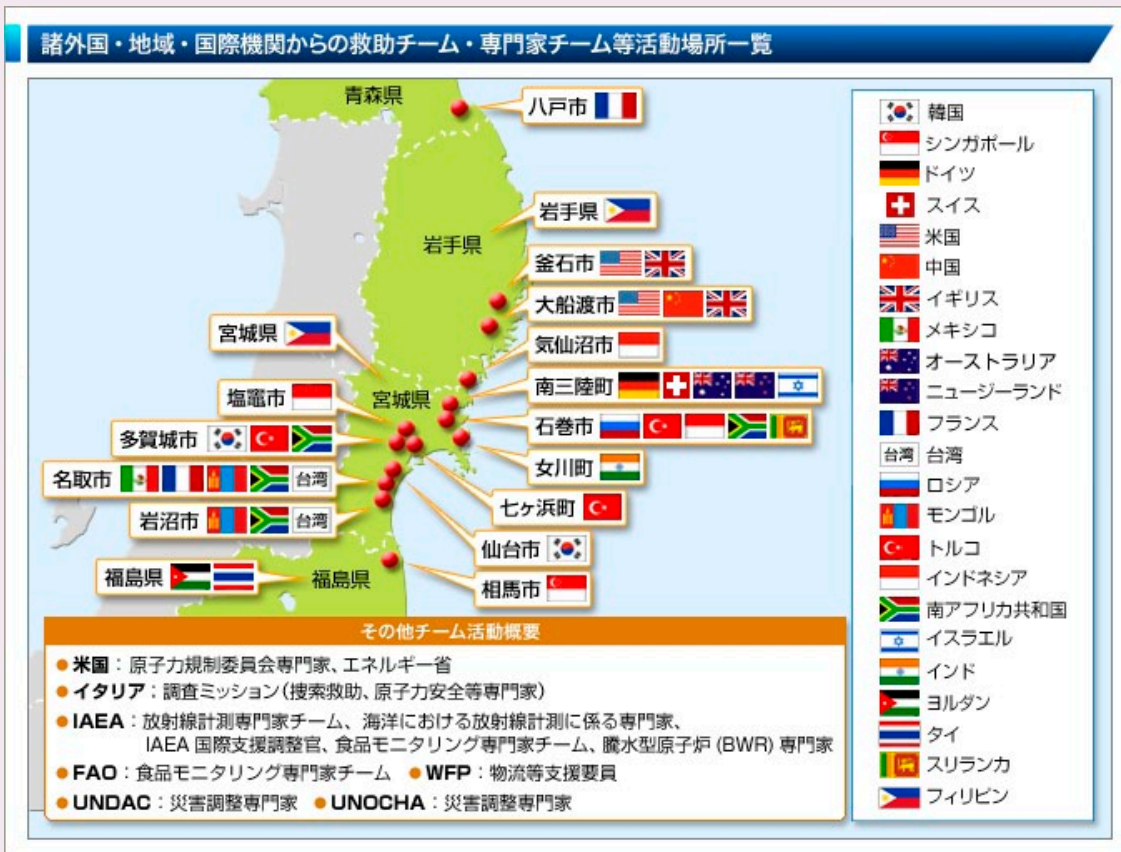 諸外国・地域・国際機関からの救助チーム・専門家チーム等活動場所一覧
青森県
八戸市
岩手県
岩手県
釜石市
大船渡市
宮城県
気仙沼市
宮城県
南三陸町
塩竈市
石巻市
多賀城市
女川町
名取市 台湾
七ヶ浜町
岩沼市 台湾
仙台市
福島県
福島県
相馬市
韓国
シンガポール
ドイツ
スイス
米国
中国
イギリス
メキシコ
オーストラリア
ニュージーランド
フランス
台湾 台湾
ロシア
モンゴル
トルコ
インドネシア
南アフリカ共和国
イスラエル
インド
ヨルダン
タイ
スリランカ
フィリピン
その他チーム活動概要
●米国：原子力規制委員会専門家、エネルギー省
●イタリア：調査ミッション(捜索救助、原子力安全等専門家)
●IAEA：放射線計測専門家チーム、海洋における放射線計測に係る専門家、
IAEA 国際支援調整官、食品モニタリング専門家チーム、騰水型原子炉 (BWR) 専門家
●FAO：食品モニタリング専門家チーム ●WFP：物流等支援要員
●UNDAC：災害調整専門家 ●UNOCHA：災害調整専門家